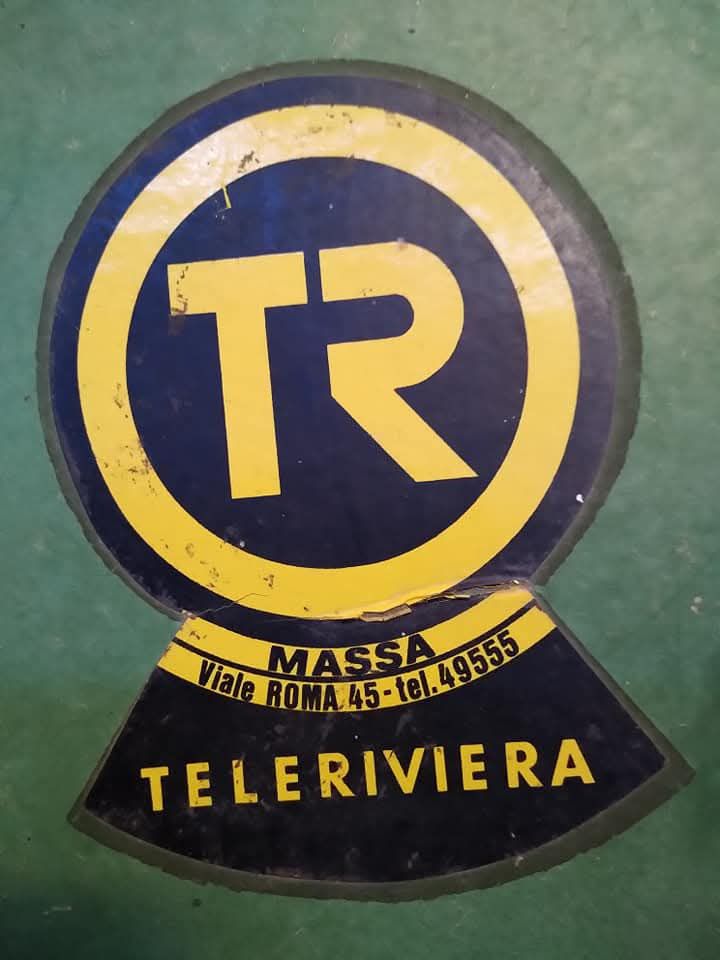 TR
MASSA
Viale ROMA 45-tel. 49555
TELERIVIERA